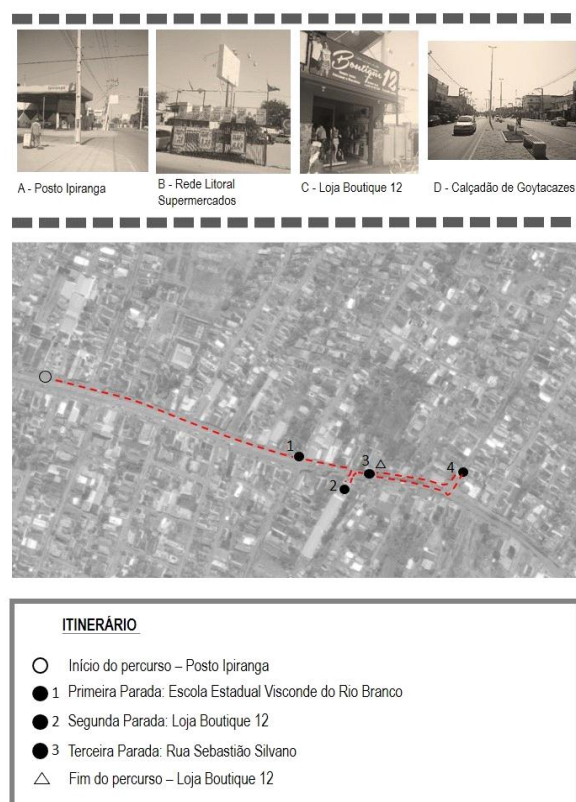 Boutique 12
A - Posto Ipiranga
B - Rede Litoral
Supermercados
C - Loja Boutique 12
D - Calçadão de Goytacazes
1
2
3
4
ITINERÁRIO
Início do percurso – Posto Ipiranga
1 Primeira Parada: Escola Estadual Visconde do Rio Branco
2 Segunda Parada: Loja Boutique 12
3 Terceira Parada: Rua Sebastião Silvano
Fim do percurso – Loja Boutique 12